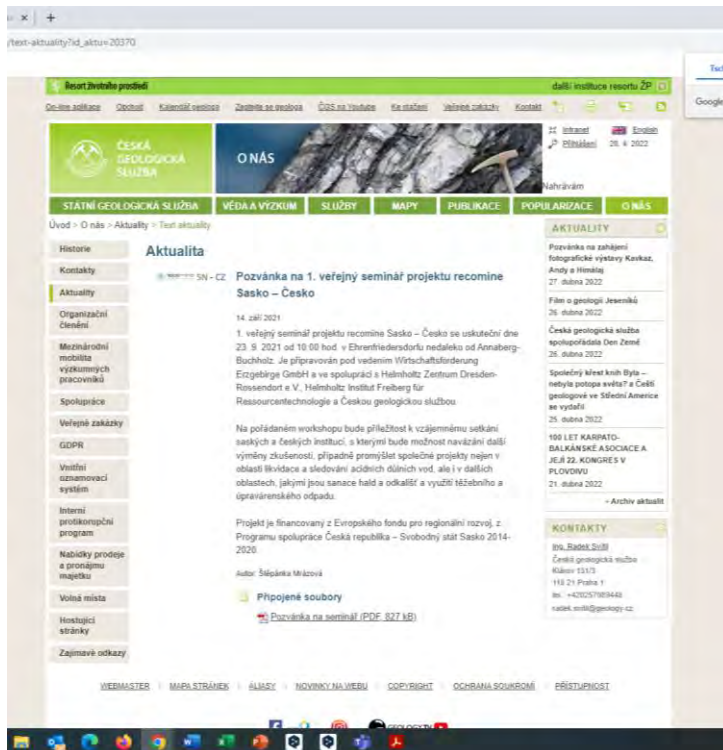 /text-aktuality?id_aktu=20370
Resort životního prostředí
další instituce resortu ŽP
Google
On-line aplikace Obchod Kalendář geologa Zeptejte se geologa ČGS na Youtube Ke stažení Veřejné zakázky Kontakt
ČESKÁ
GEOLOGICKÁ
SLUŽBA
O NÁS
Intranet English
Přihlášení 28. 4. 2022
Nahrávám
STÁTNÍ GEOLOGICKÁ SLUŽBA VĚDA A VÝZKUM SLUŽBY MAPY PUBLIKACE POPULARIZACE O NÁS
Úvod > O nás > Aktuality > Text aktuality
Historie
Kontakty
Aktuality
Organizační
členění
Mezinárodní
mobilita
výzkumných
pracovníků
Spolupráce
Veřejné zakázky
GDPR
Vnitřní
oznamovací
systém
Interní
protikorupční
program
Nabídky prodeje
a pronájmu
majetku
Volná místa
Hostující
stránky
Zajímavé odkazy
Aktualita
SN - CZ
Pozvánka na 1. veřejný seminář projektu recomine
Sasko – Česko
14. září 2021
1. veřejný seminář projektu recomine Sasko – Česko se uskuteční dne
23. 9. 2021 od 10:00 hod. v Ehrenfriedersdorfu nedaleko od Annaberg-
Buchholz. Je připravován pod vedením Wirtschaftsförderung
Erzgebirge GmbH a ve spolupráci s Helmholtz Zentrum Dresden-
Rossendorf e.V., Helmholtz Institut Freiberg für
Ressourcentechnologie a Českou geologickou službou.
Na pořádaném workshopu bude příležitost k vzájemnému setkání
saských a českých institucí, s kterými bude možnost navázání další
výměny zkušeností, případně promýšlet společné projekty nejen v
oblasti likvidace a sledování acidních důlních vod, ale i v dalších
oblastech, jakými jsou sanace hald a odkališť a využití těžebního a
úpravárenského odpadu.
Projekt je financovaný z Evropského fondu pro regionální rozvoj, z
Programu spolupráce Česká republika – Svobodný stát Sasko 2014-
2020.
Autor: Štěpánka Mrázová
Připojené soubory
Pozvánka na seminář (PDF, 827 kB)
AKTUALITY
Pozvánka na zahájení
fotografické výstavy Kavkaz,
Andy a Himálaj
27. dubna 2022
Film o geologii Jeseníků
26. dubna 2022
Česká geologická služba
spolupořádala Den Země
26. dubna 2022
Společný křest knih Byla –
nebyla potopa světa? a Čeští
geologové ve Střední Americe
se vydařil
25. dubna 2022
100 LET KARPATO-
BALKÁNSKÉ ASOCIACE A
JEJÍ 22. KONGRES V
PLOVDIVU
21. dubna 2022
Archiv aktualit
KONTAKTY
Ing. Radek Svítil
Česká geologická služba
Klárov 131/3
118 21 Praha 1
tel.: +420257089448
radek.svitil@geology.cz
WEBMASTER MAPA STRÁNEK ALIASY NOVINKY NA WEBU COPYRIGHT OCHRANA SOUKROMÍ PŘÍSTUPNOST
GEOLOGY.TV